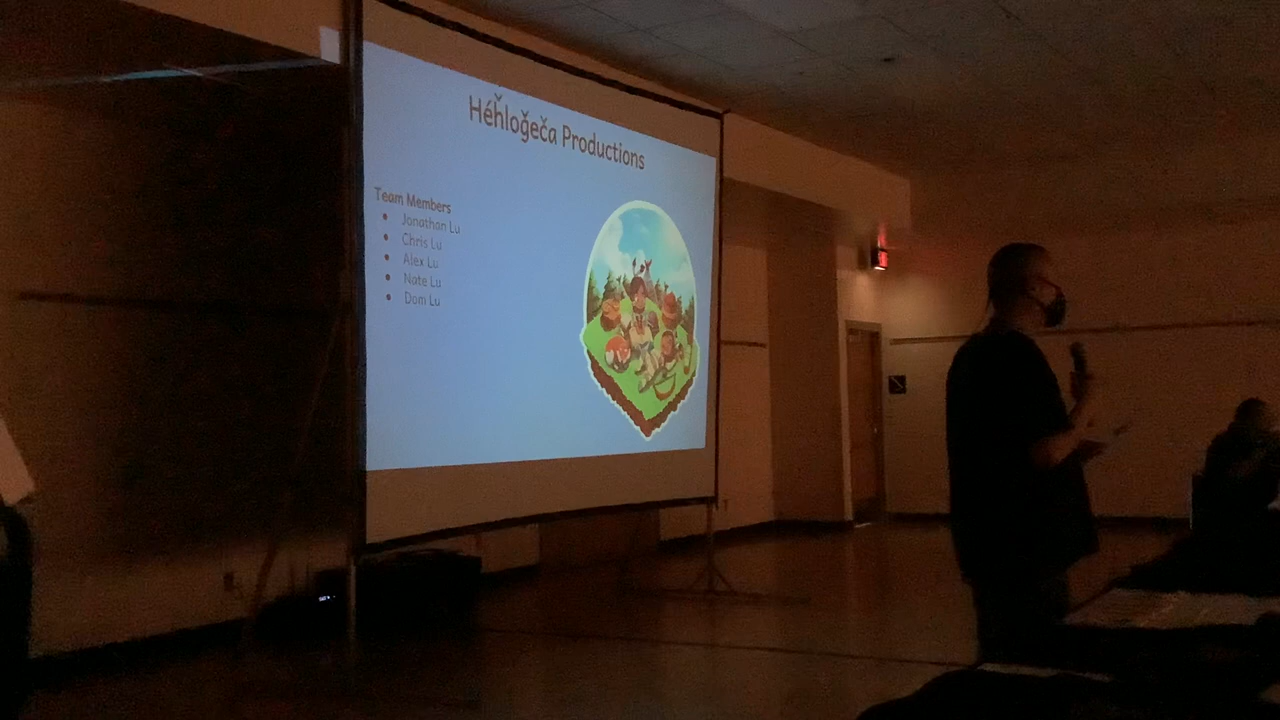 Héȟloǧeča Productions
Team Members
• Jonathan Lu
• Chris Lu
• Alex Lu
• Nate Lu
• Dom Lu